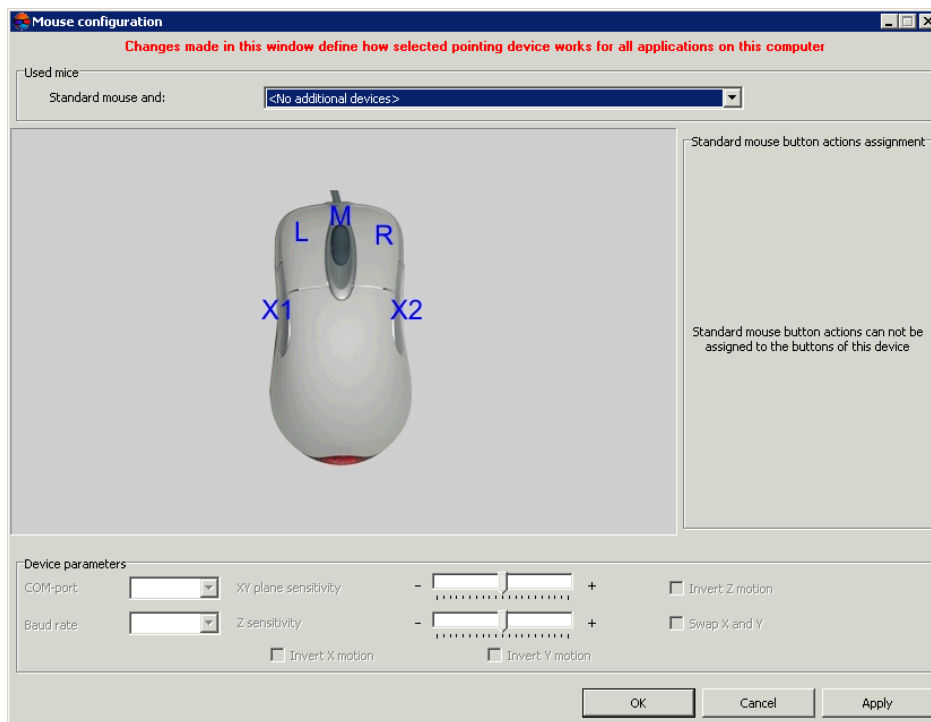 Mouse configuration
Changes made in this window define how selected pointing device works for all applications on this computer
Used mice
Standard mouse and:
<No additional devices>
Standard mouse button actions assignment
M
L
R
X1
X2
Standard mouse button actions can not be
assigned to the buttons of this device
Device parameters
COM-port
XY plane sensitivity
-
+
Invert Z motion
Baud rate
Z sensitivity
-
+
Swap X and Y
Invert X motion
Invert Y motion
OK
Cancel
Apply